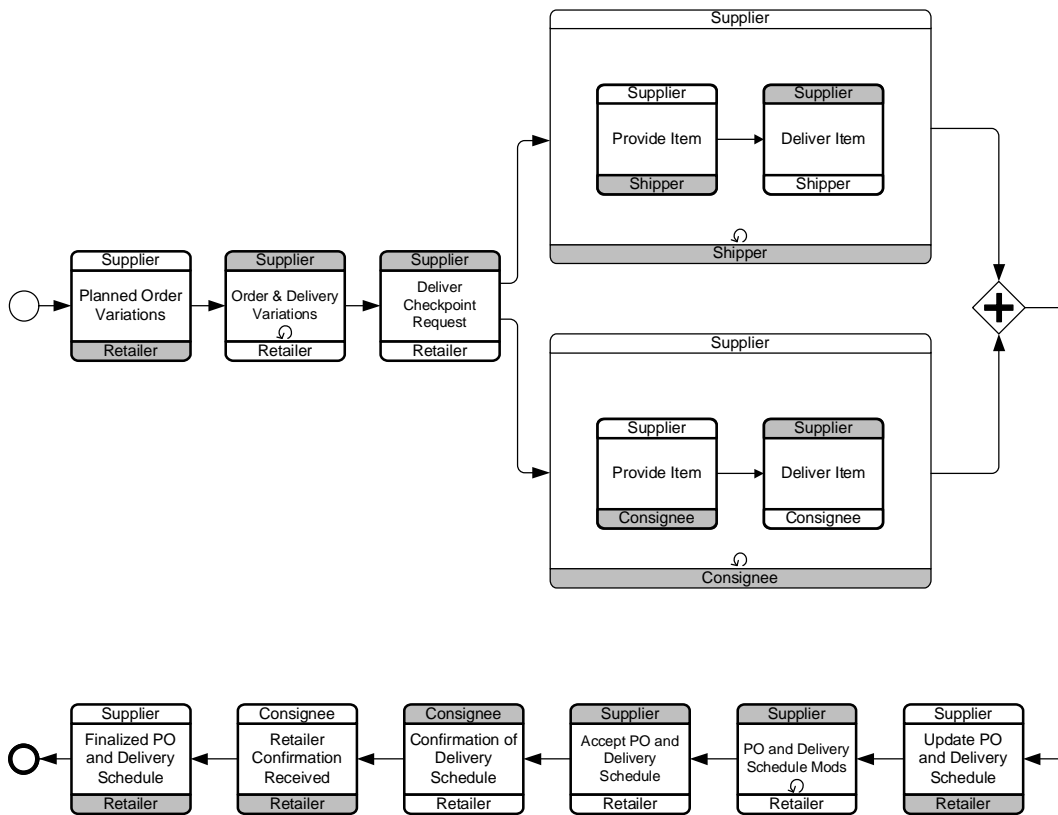 Supplier
Supplier
Provide Item
Shipper
Supplier
Deliver Item
Shipper
Shipper
Supplier
Planned Order
Variations
Retailer
Supplier
Order & Delivery
Variations
Retailer
Supplier
Deliver
Checkpoint
Request
Retailer
Supplier
Supplier
Provide Item
Consignee
Supplier
Deliver Item
Consignee
Consignee
Supplier
Finalized PO
and Delivery
Schedule
Retailer
Consignee
Retailer
Confirmation
Received
Retailer
Consignee
Confirmation of
Delivery
Schedule
Retailer
Supplier
Accept PO and
Delivery
Schedule
Retailer
Supplier
PO and Delivery
Schedule Mods
Retailer
Supplier
Update PO
and Delivery
Schedule
Retailer